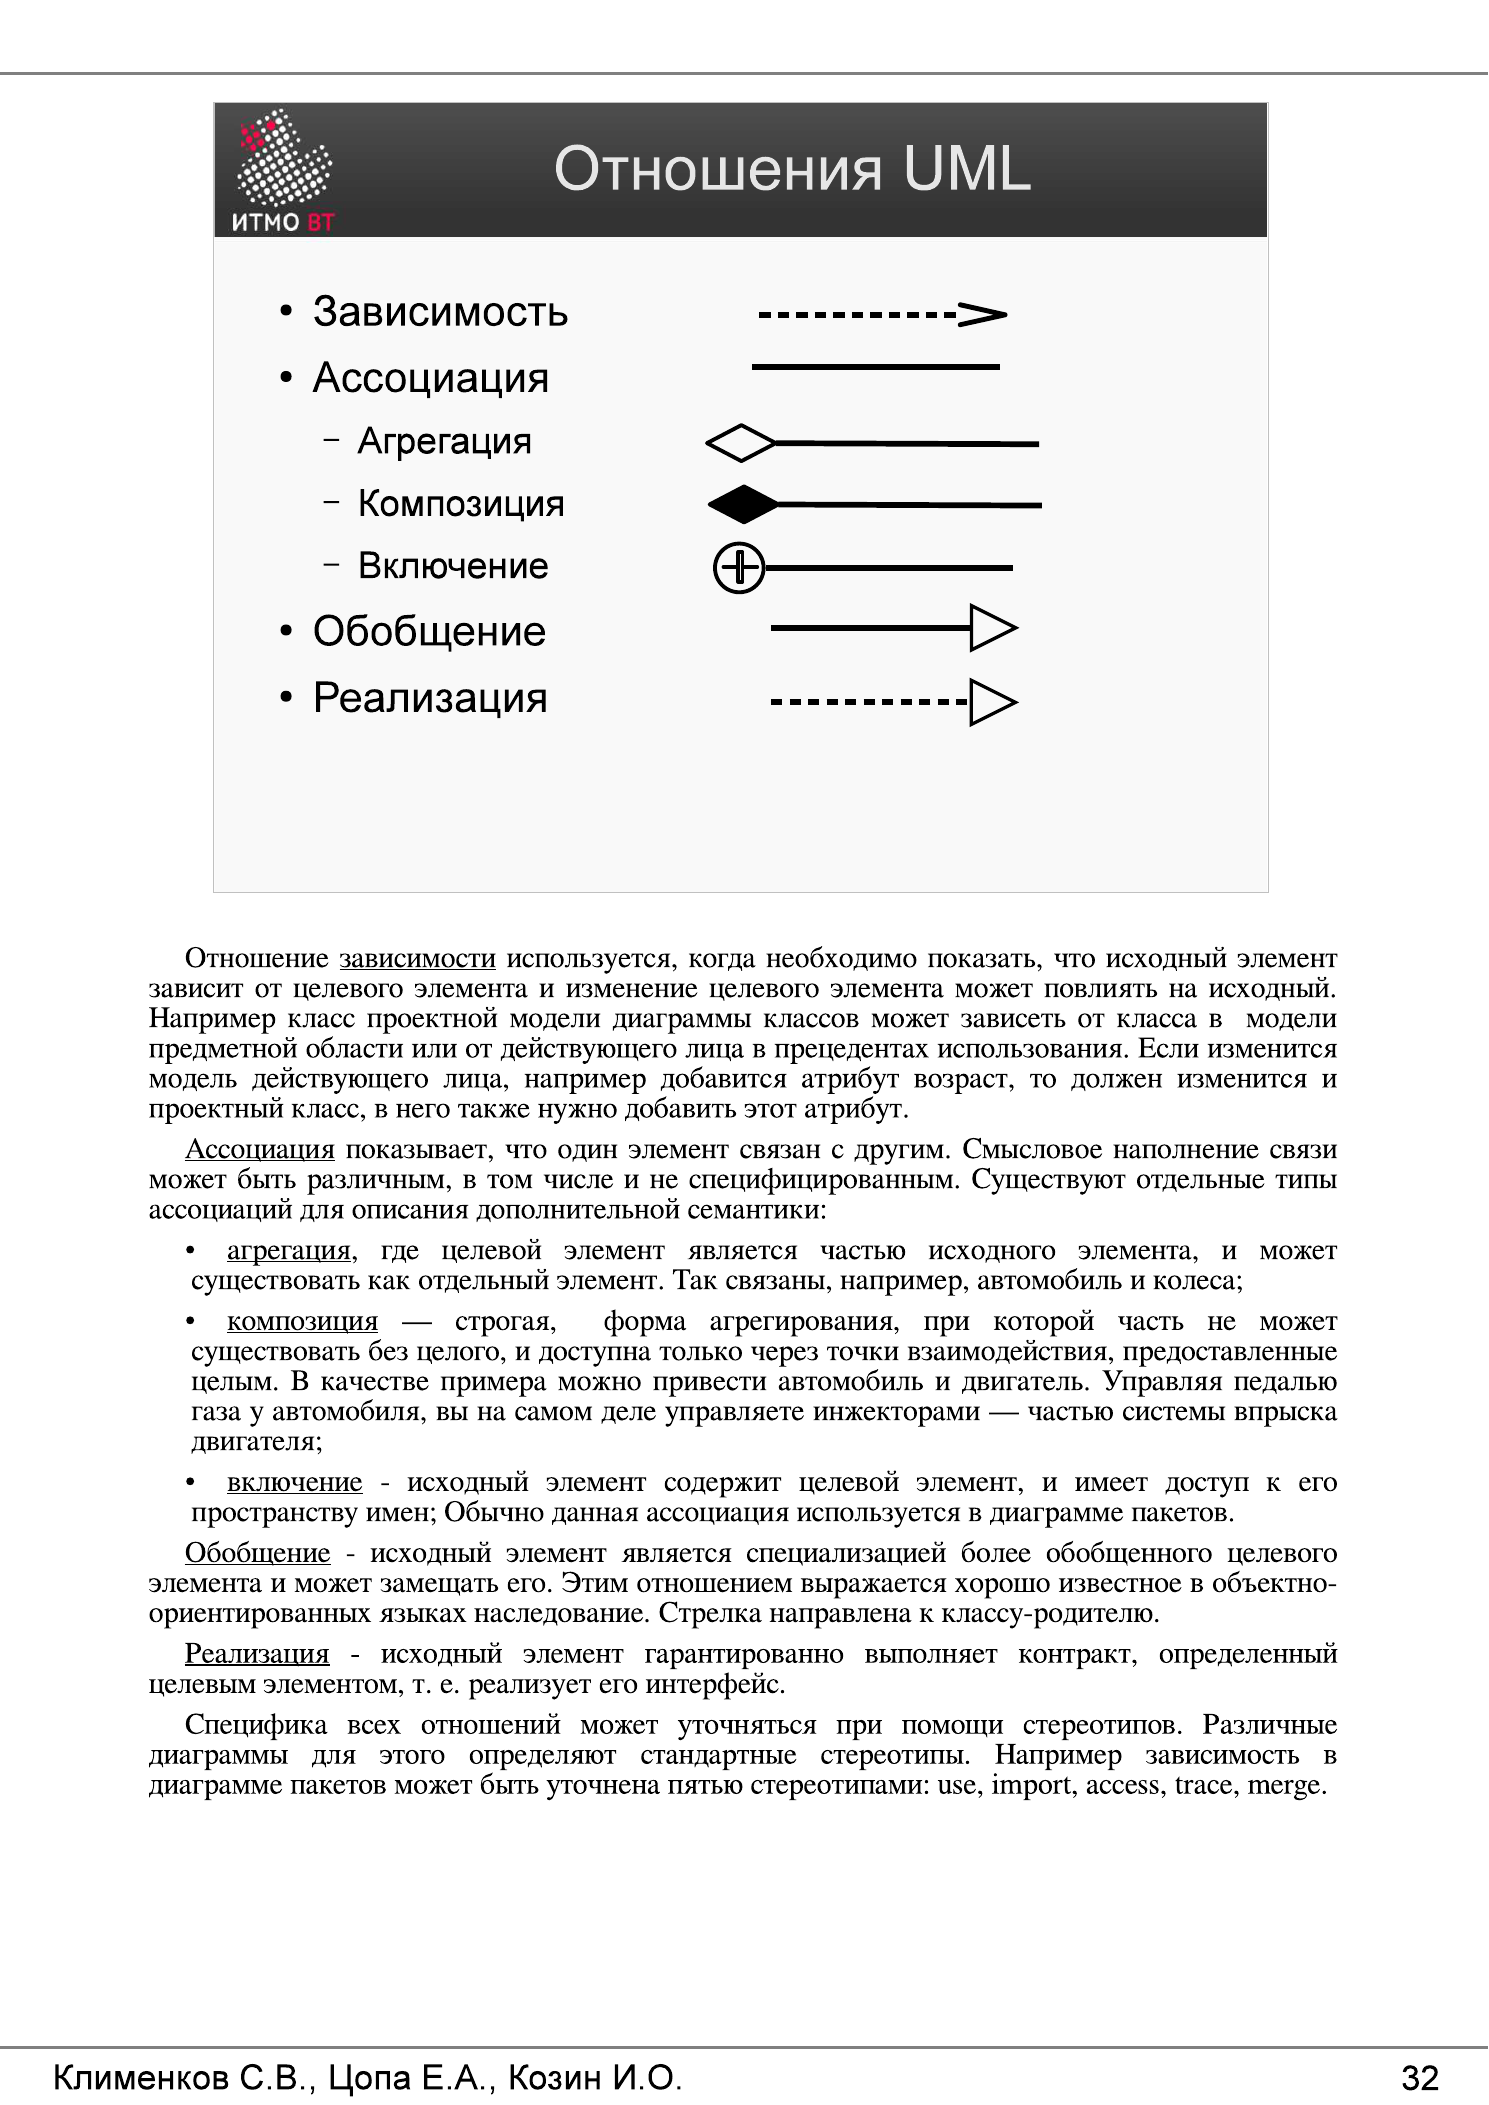 ИТМО ВТ
Отношения UML
• Зависимость
• Ассоциация
– Агрегация
– Композиция
– Включение
• Обобщение
• Реализация
Отношение зависимости используется, когда необходимо показать, что исходный элемент
зависит от целевого элемента и изменение целевого элемента может повлиять на исходный.
Например класс проектной модели диаграммы классов может зависеть от класса в модели
предметной области или от действующего лица в прецедентах использования. Если изменится
модель действующего лица, например добавится атрибут возраст, то должен изменится и
проектный класс, в него также нужно добавить этот атрибут.
Ассоциация показывает, что один элемент связан с другим. Смысловое наполнение связи
может быть различным, в том числе и не специфицированным. Существуют отдельные типы
ассоциаций для описания дополнительной семантики:
• агрегация, где целевой элемент является частью исходного элемента, и может
существовать как отдельный элемент. Так связаны, например, автомобиль и колеса;
• композиция — строгая, форма агрегирования, при которой часть не может
существовать без целого, и доступна только через точки взаимодействия, предоставленные
целым. В качестве примера можно привести автомобиль и двигатель. Управляя педалью
газа у автомобиля, вы на самом деле управляете инжекторами — частью системы впрыска
двигателя;
• включение - исходный элемент содержит целевой элемент, и имеет доступ к его
пространству имен; Обычно данная ассоциация используется в диаграмме пакетов.
Обобщение - исходный элемент является специализацией более обобщенного целевого
элемента и может замещать его. Этим отношением выражается хорошо известное в объектно-
ориентированных языках наследование. Стрелка направлена к классу-родителю.
Реализация - исходный элемент гарантированно выполняет контракт, определенный
целевым элементом, т. е. реализует его интерфейс.
Специфика всех отношений может уточняться при помощи стереотипов. Различные
диаграммы для этого определяют стандартные стереотипы. Например зависимость в
диаграмме пакетов может быть уточнена пятью стереотипами: use, import, access, trace, merge.
Клименков С.В., Цопа Е.А., Козин И.О.
32